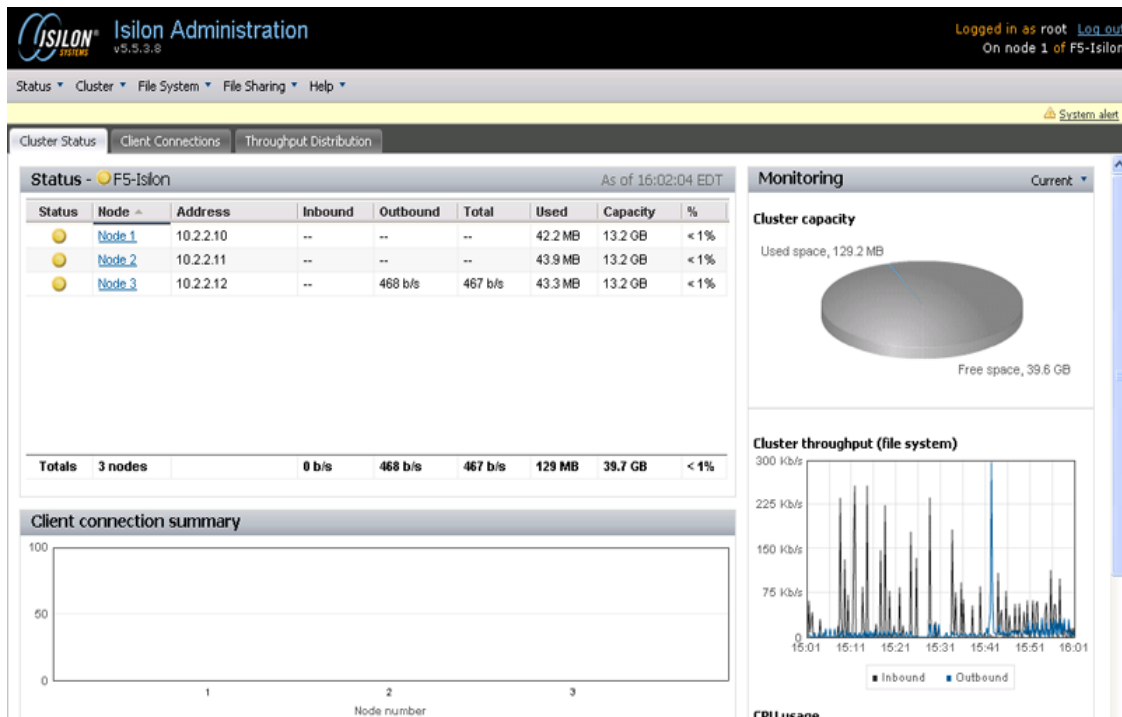 ISILON® Isilon Administration
SYSTEMS v5.5.3.8
Logged in as root Log out
On node 1 of F5-Isilon
Status Cluster File System File Sharing Help
System alert
Cluster Status Client Connections Throughput Distribution
Status - F5-Isilon As of 16:02:04 EDT
Status Node Address Inbound Outbound Total Used Capacity %
Node 1 10.2.2.10 -- -- -- 42.2 MB 13.2 GB < 1%
Node 2 10.2.2.11 -- -- -- 43.9 MB 13.2 GB < 1%
Node 3 10.2.2.12 -- 468 b/s 467 b/s 43.3 MB 13.2 GB < 1%
Totals 3 nodes 0 b/s 468 b/s 467 b/s 129 MB 39.7 GB < 1%
Client connection summary
100
50
0
1 2 3
Node number
Monitoring Current
Cluster capacity
Used space, 129.2 MB
Free space, 39.6 GB
Cluster throughput (file system)
300 Kb/s
225 Kb/s
150 Kb/s
75 Kb/s
0
15:01 15:11 15:21 15:31 15:41 15:51 16:01
Inbound Outbound
CPU usage